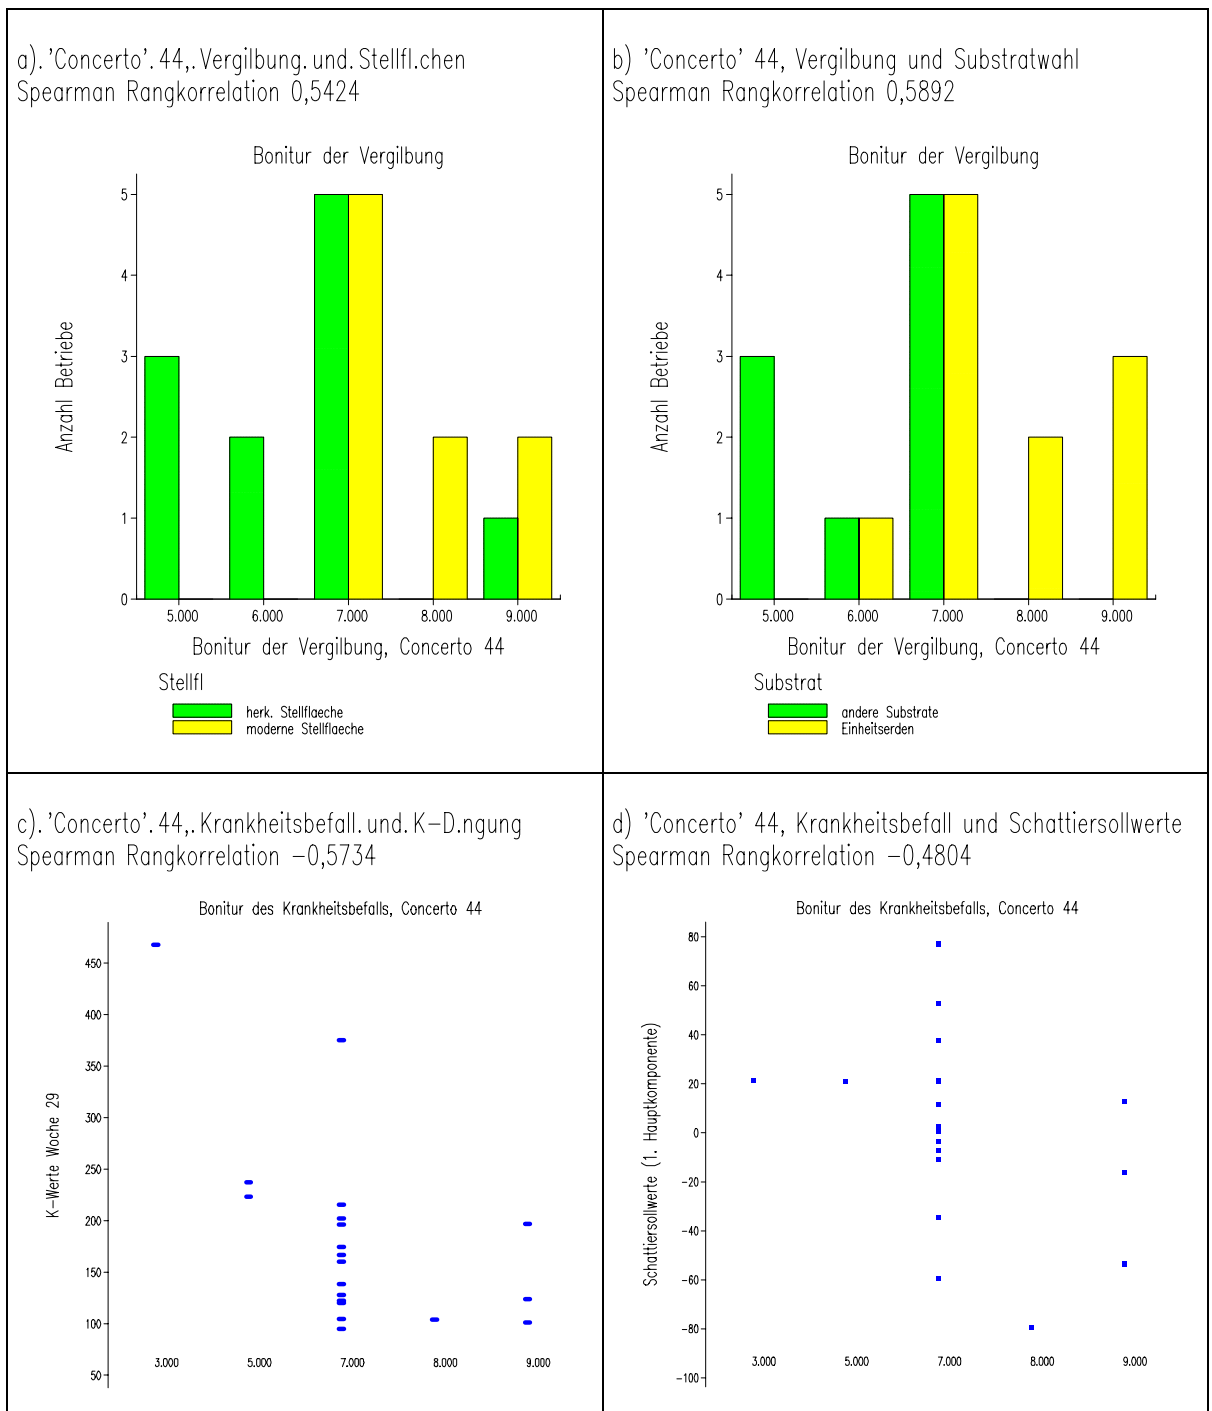 a). 'Concerto'. 44,. Vergilbung. und. Stellfl.chen
Spearman Rangkorrelation 0,5424
Bonitur der Vergilbung
5
4
3
2
1
0
Anzahl Betriebe
5.000 6.000 7.000 8.000 9.000
Bonitur der Vergilbung, Concerto 44
Stellfl
herk. Stellflaeche
moderne Stellflaeche
b) 'Concerto' 44, Vergilbung und Substratwahl
Spearman Rangkorrelation 0,5892
Bonitur der Vergilbung
5
4
3
2
1
0
Anzahl Betriebe
5.000 6.000 7.000 8.000 9.000
Bonitur der Vergilbung, Concerto 44
Substrat
andere Substrate
Einheitserden
c). 'Concerto'. 44,. Krankheitsbefall. und. K-D.ngung
Spearman Rangkorrelation -0,5734
Bonitur des Krankheitsbefalls, Concerto 44
450
400
350
300
250
200
150
100
50
K-Werte Woche 29
3.000 5.000 7.000 8.000 9.000
d) 'Concerto' 44, Krankheitsbefall und Schattiersollwerte
Spearman Rangkorrelation -0,4804
Bonitur des Krankheitsbefalls, Concerto 44
80
60
40
20
0
-20
-40
-60
-80
-100
Schattiersollwerte (1. Hauptkomponente)
3.000 5.000 7.000 8.000 9.000